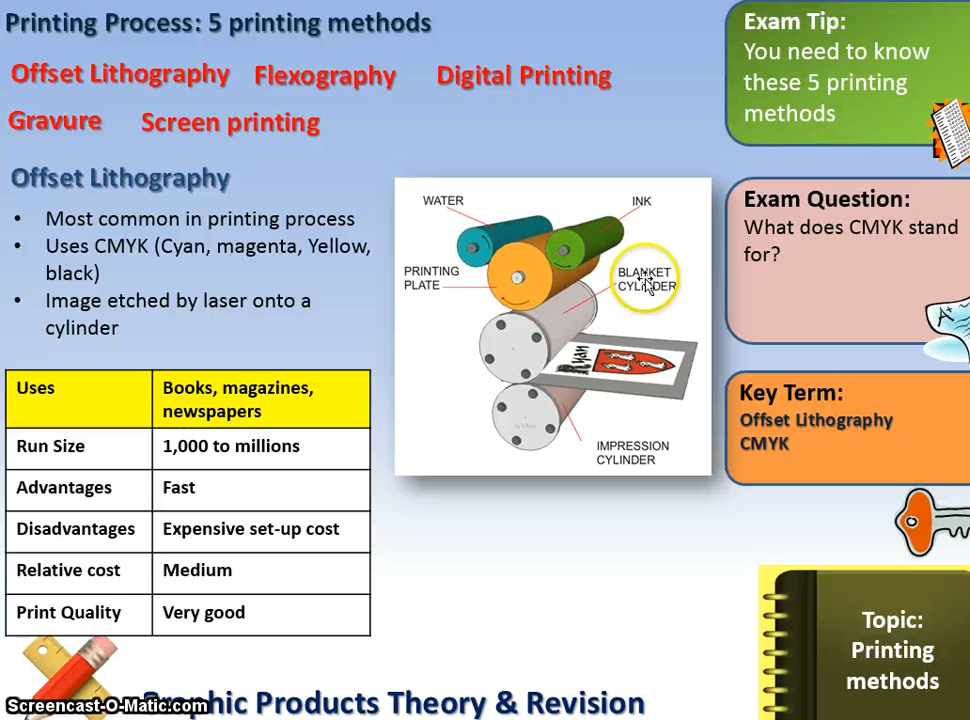 Printing Process: 5 printing methods
Offset Lithography Flexography Digital Printing
Gravure Screen printing
Offset Lithography
• Most common in printing process
• Uses CMYK (Cyan, magenta, Yellow,
black)
• Image etched by laser onto a
cylinder
Uses Books, magazines,
newspapers
Run Size 1,000 to millions
Advantages Fast
Disadvantages Expensive set-up cost
Relative cost Medium
Print Quality Very good
WATER
INK
PRINTING
PLATE
BLANKET
CYLINDER
Ryan
IMPRESSION
CYLINDER
Exam Tip:
You need to know
these 5 printing
methods
Exam Question:
What does CMYK stand
for?
A+
Key Term:
Offset Lithography
CMYK
Topic:
Printing
methods
Screencast-O-Matic.com
Products Theory & Revision